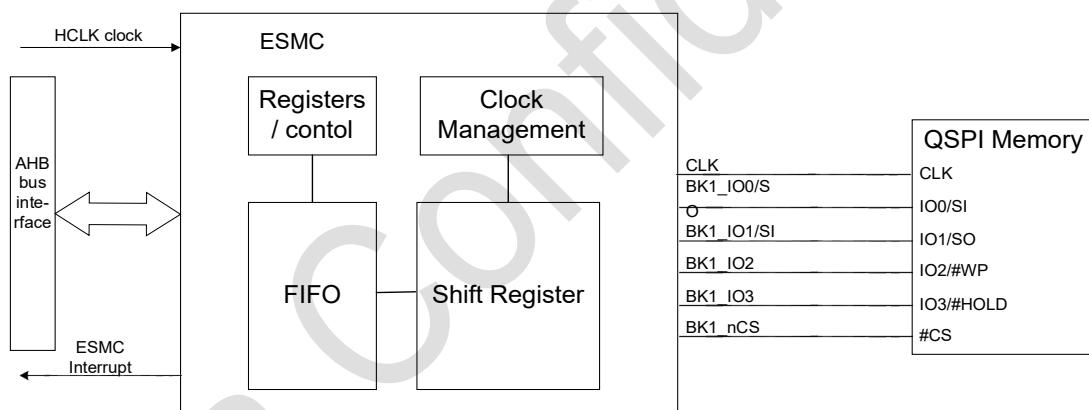 HCLK clock
ESMC
Registers
/ contol
Clock
Management
AHB
bus
inte-
rface
FIFO
Shift Register
ESMC
Interrupt
CLK
BK1_IO0/S
O
BK1_IO1/SI
BK1_IO2
BK1_IO3
BK1_nCS
QSPI Memory
CLK
IO0/SI
IO1/SO
IO2/#WP
IO3/#HOLD
#CS